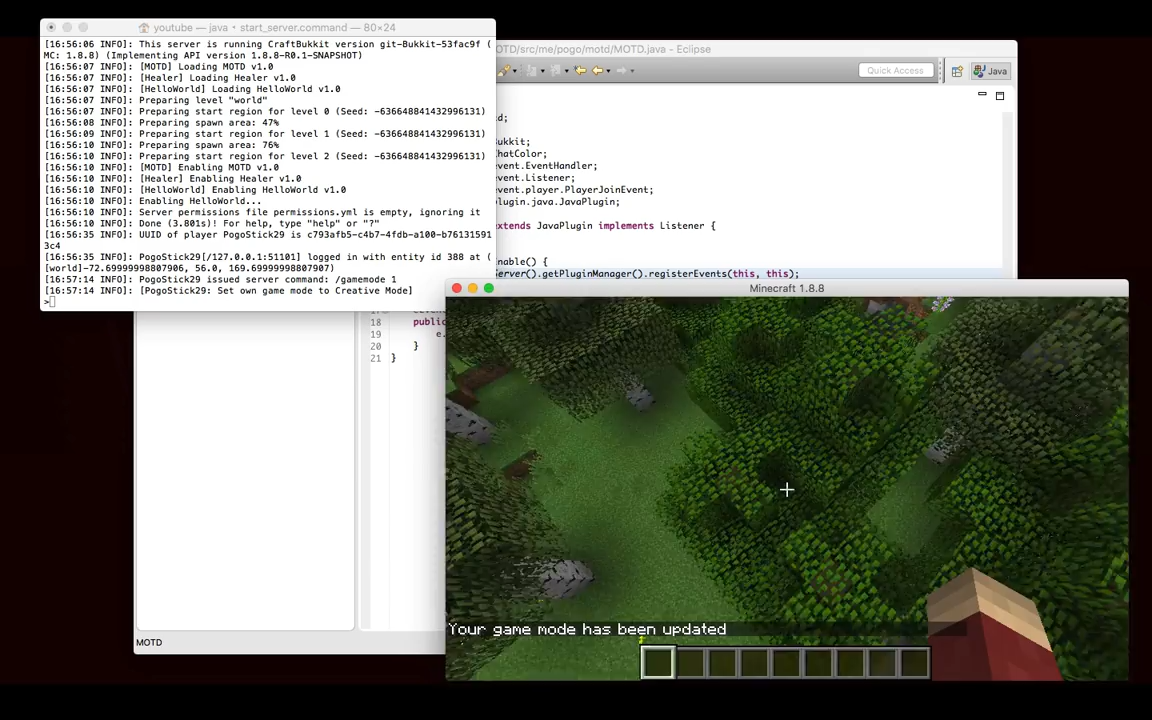 youtube — java • start_server.command — 80×24
[16:56:06 INFO]: This server is running CraftBukkit version git-Bukkit-53fac9f (
MC: 1.8.8) (Implementing API version 1.8.8-R0.1-SNAPSHOT)
[16:56:07 INFO]: [MOTD] Loading MOTD v1.0
[16:56:07 INFO]: [Healer] Loading Healer v1.0
[16:56:07 INFO]: [HelloWorld] Loading HelloWorld v1.0
[16:56:07 INFO]: Preparing level "world"
[16:56:07 INFO]: Preparing start region for level 0 (Seed: -636648841432996131)
[16:56:08 INFO]: Preparing spawn area: 47%
[16:56:09 INFO]: Preparing start region for level 1 (Seed: -636648841432996131)
[16:56:10 INFO]: Preparing spawn area: 76%
[16:56:10 INFO]: Preparing start region for level 2 (Seed: -636648841432996131)
[16:56:10 INFO]: [MOTD] Enabling MOTD v1.0
[16:56:10 INFO]: [Healer] Enabling Healer v1.0
[16:56:10 INFO]: [HelloWorld] Enabling HelloWorld v1.0
[16:56:10 INFO]: Enabling HelloWorld...
[16:56:10 INFO]: Server permissions file permissions.yml is empty, ignoring it
[16:56:10 INFO]: Done (3.801s)! For help, type "help" or "?"
[16:56:35 INFO]: UUID of player PogoStick29 is c793afb5-c4b7-4fdb-a100-b76131591
3c4
[16:56:35 INFO]: PogoStick29[/127.0.0.1:51101] logged in with entity id 388 at (
[world]-72.69999998807906, 56.0, 169.69999998807907)
[16:57:14 INFO]: PogoStick29 issued server command: /gamemode 1
[16:57:14 INFO]: [PogoStick29: Set own game mode to Creative Mode]
>
OTD/src/me/pogo/motd/MOTD.java - Eclipse
Quick Access
Java
d;
ukkit;
hatColor;
event.EventHandler;
event.Listener;
event.player.PlayerJoinEvent;
lugin.java.JavaPlugin;
xtends JavaPlugin implements Listener {
nable() {
Server().getPluginManager().registerEvents(this, this);
18 public
19 e.
20 }
21 }
MOTD
Minecraft 1.8.8
Your game mode has been updated